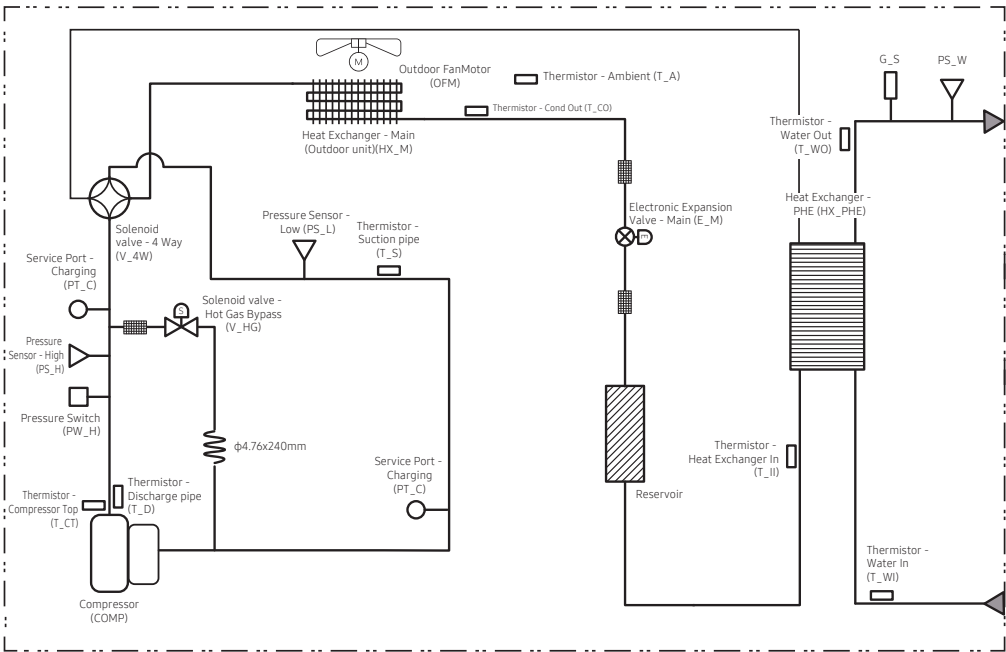 M
Outdoor FanMotor
(OFM)
Thermistor - Ambient (T_A)
Thermistor - Cond Out (T_CO)
Heat Exchanger - Main
(Outdoor unit)(HX_M)
G_S
PS_W
Thermistor -
Water Out
(T_WO)
Heat Exchanger -
PHE (HX_PHE)
Solenoid
valve - 4 Way
(V_4W)
Pressure Sensor -
Low (PS_L)
Thermistor -
Suction pipe
(T_S)
Electronic Expansion
Valve - Main (E_M)
E
Service Port -
Charging
(PT_C)
S
Solenoid valve -
Hot Gas Bypass
(V_HG)
Pressure
Sensor - High
(PS_H)
Pressure Switch
(PW_H)
ϕ4.76x240mm
Service Port -
Charging
(PT_C)
Thermistor -
Heat Exchanger In
(T_II)
Reservoir
Thermistor -
Compressor Top
(T_CT)
Thermistor -
Discharge pipe
(T_D)
Thermistor -
Water In
(T_WI)
Compressor
(COMP)